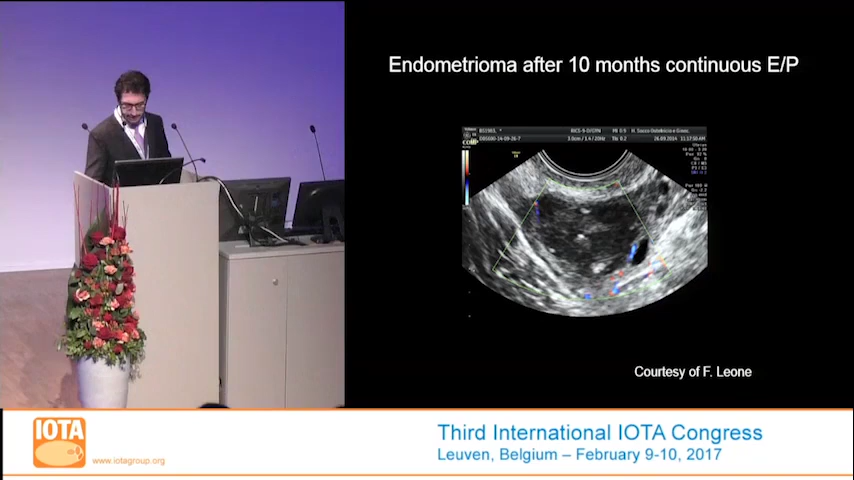 Endometrioma after 10 months continuous E/P
Courtesy of F. Leone
IOTA
www.iotagroup.org
Third International IOTA Congress
Leuven, Belgium – February 9-10, 2017